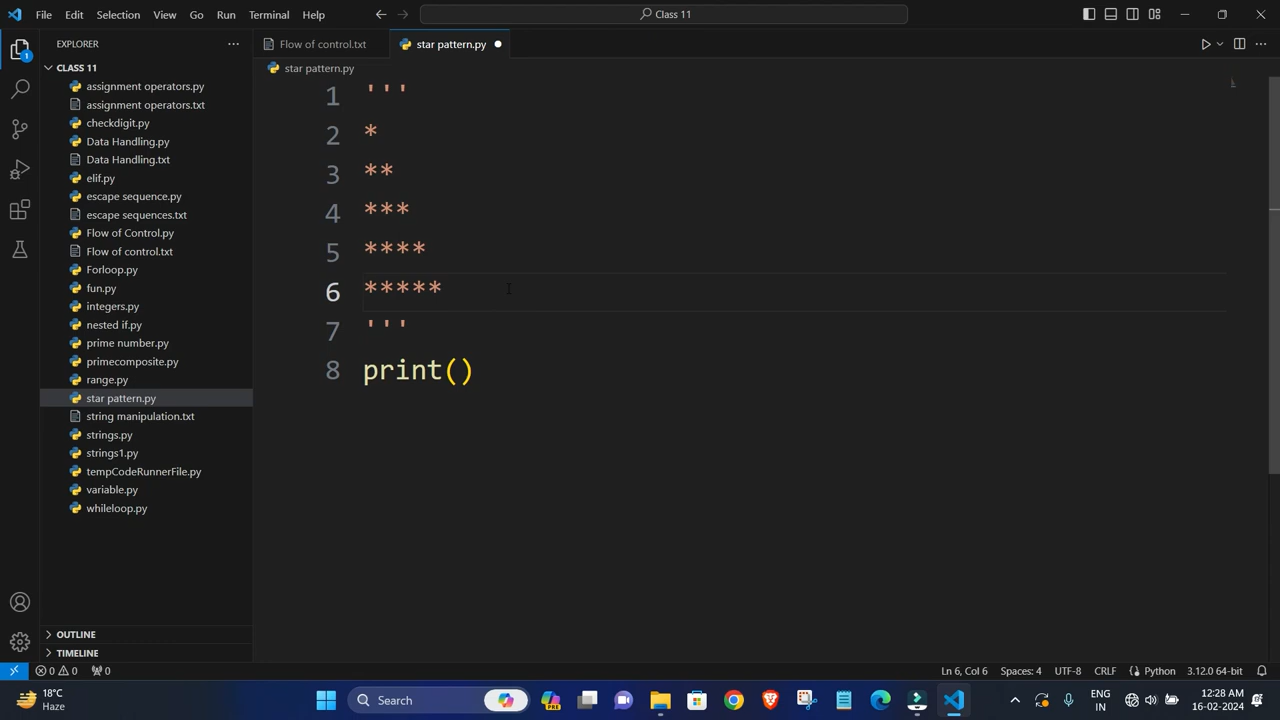 File Edit Selection View Go Run Terminal Help
Class 11
EXPLORER
Flow of control.txt
star pattern.py
1
CLASS 11
star pattern.py
assignment operators.py
assignment operators.txt
checkdigit.py
Data Handling.py
Data Handling.txt
elif.py
escape sequence.py
escape sequences.txt
Flow of Control.py
Flow of control.txt
Forloop.py
fun.py
integers.py
nested if.py
prime number.py
primecomposite.py
range.py
star pattern.py
string manipulation.txt
strings.py
strings1.py
tempCodeRunnerFile.py
variable.py
whileloop.py
1 '''
2 *
3 **
4 ***
5 ****
6 *****
7 '''
8 print()
OUTLINE
TIMELINE
0 0 0
Ln 6, Col 6 Spaces: 4 UTF-8 CRLF Python 3.12.0 64-bit
18°C
Haze
Search
PRE
ENG
IN
12:28 AM
16-02-2024